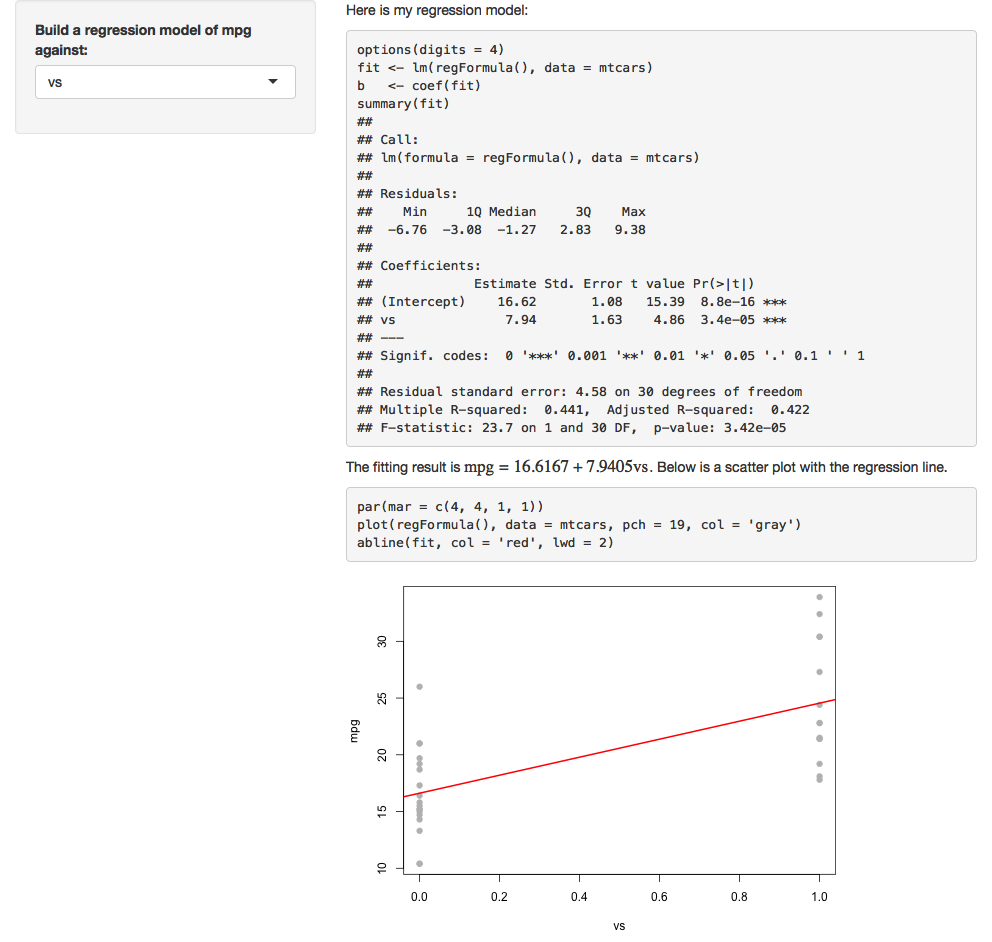 Build a regression model of mpg
against:
vs
Here is my regression model:
options(digits = 4)
fit <- lm(regFormula(), data = mtcars)
b   <- coef(fit)
summary(fit)
##
## Call:
## lm(formula = regFormula(), data = mtcars)
##
## Residuals:
##    Min     1Q Median     3Q    Max
##  -6.76  -3.08  -1.27   2.83   9.38
##
## Coefficients:
##             Estimate Std. Error t value Pr(>|t|)
## (Intercept)    16.62       1.08   15.39  8.8e-16 ***
## vs              7.94       1.63    4.86  3.4e-05 ***
## ---
## Signif. codes:  0 '***' 0.001 '**' 0.01 '*' 0.05 '.' 0.1 ' ' 1
##
## Residual standard error: 4.58 on 30 degrees of freedom
## Multiple R-squared:  0.441,  Adjusted R-squared:  0.422
## F-statistic: 23.7 on 1 and 30 DF,  p-value: 3.42e-05
The fitting result is mpg = 16.6167 + 7.9405vs. Below is a scatter plot with the regression line.
par(mar = c(4, 4, 1, 1))
plot(regFormula(), data = mtcars, pch = 19, col = 'gray')
abline(fit, col = 'red', lwd = 2)
30
25
20
15
10
mpg
0.0 0.2 0.4 0.6 0.8 1.0
vs